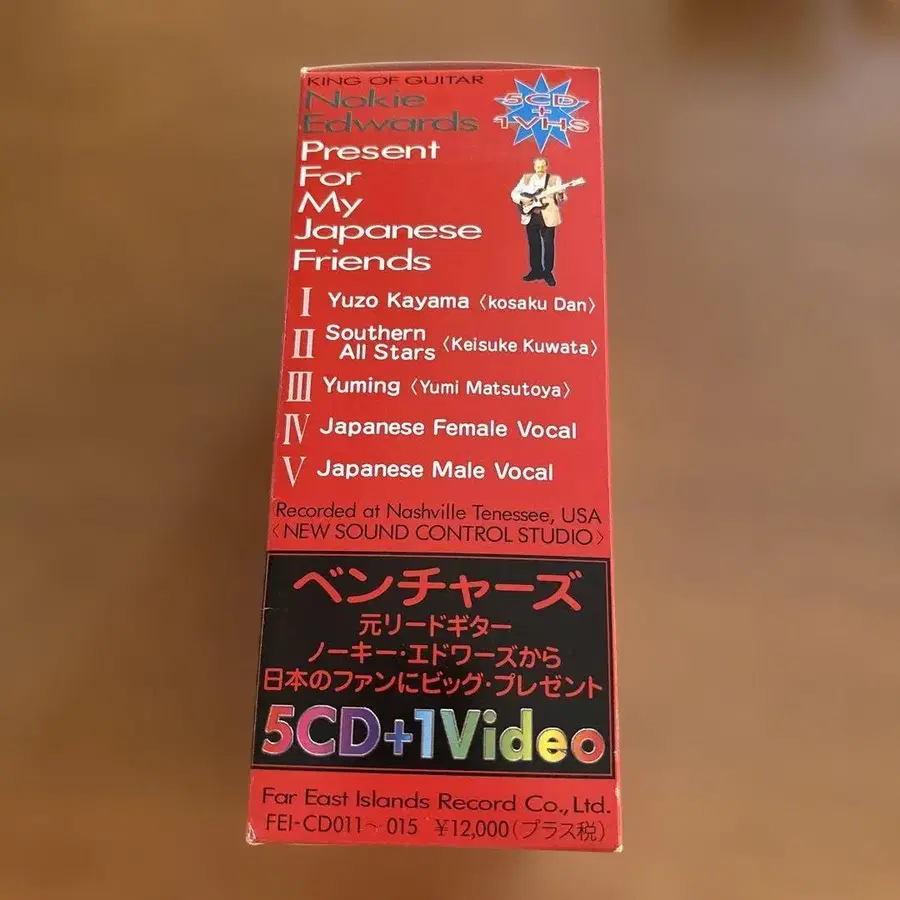 KING OF GUITAR
Nokie
Edwards
5CD
+
1VHS
Present
For
My
Japanese
Friends
I Yuzo Kayama 〈kosaku Dan〉
II Southern
All Stars 〈Keisuke Kuwata〉
III Yuming 〈Yumi Matsutoya〉
IV Japanese Female Vocal
V Japanese Male Vocal
Recorded at Nashville Tenessee, USA
〈NEW SOUND CONTROL STUDIO〉
ベンチャーズ
元リードギター
ノーキー・エドワーズから
日本のファンにビッグ・プレゼント
5CD+1Video
Far East Islands Record Co.,Ltd.
FEI-CD011〜015 ¥12,000(プラス税)